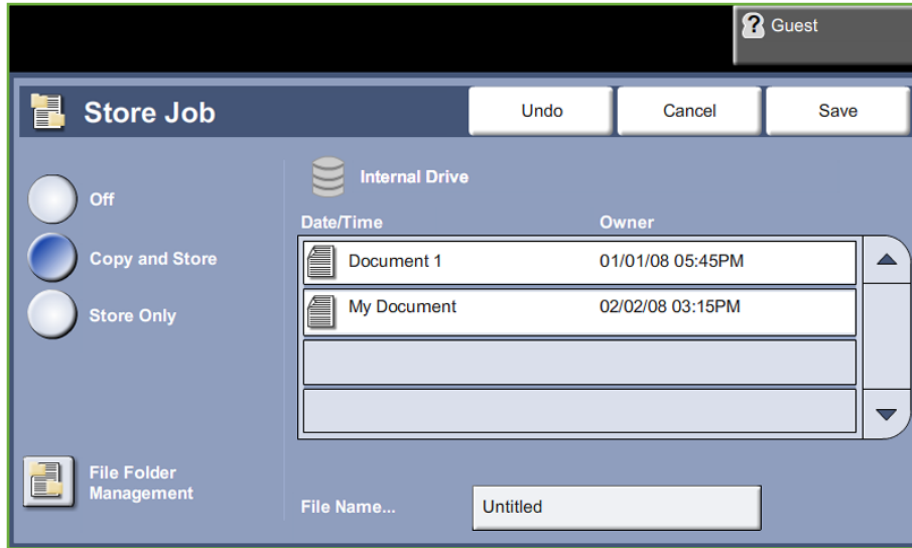 Guest
Store Job
Undo
Cancel
Save
Off
Copy and Store
Store Only
File Folder
Management
Internal Drive
Date/Time Owner
Document 1 01/01/08 05:45PM
My Document 02/02/08 03:15PM
File Name...
Untitled